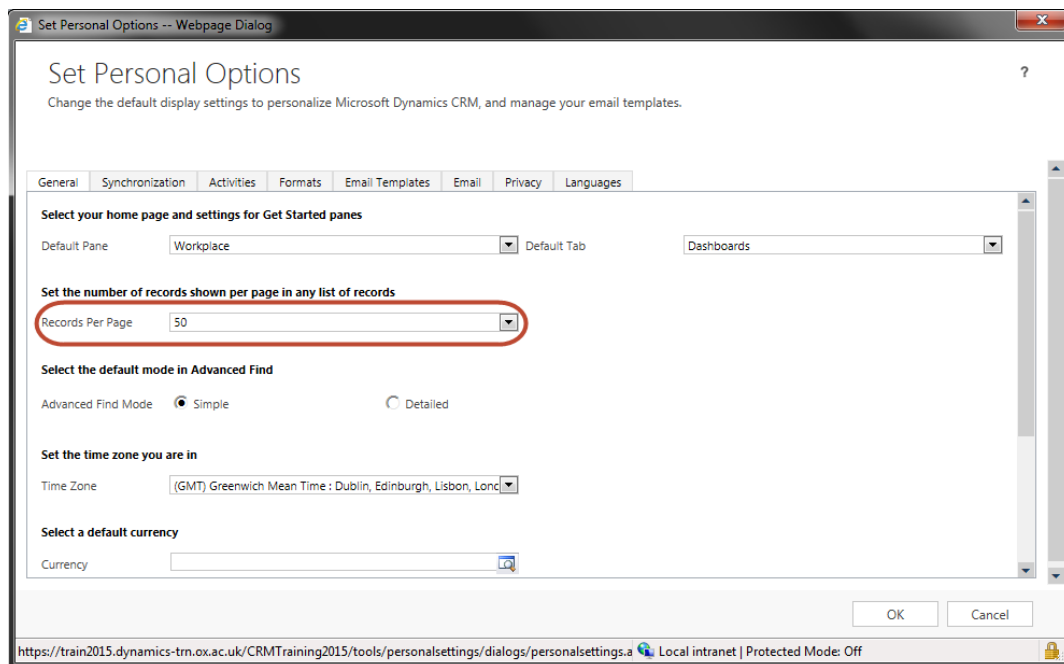 Set Personal Options -- Webpage Dialog
Set Personal Options
?
Change the default display settings to personalize Microsoft Dynamics CRM, and manage your email templates.
General Synchronization Activities Formats Email Templates Email Privacy Languages
Select your home page and settings for Get Started panes
Default Pane Workplace Default Tab Dashboards
Set the number of records shown per page in any list of records
Records Per Page 50
Select the default mode in Advanced Find
Advanced Find Mode Simple Detailed
Set the time zone you are in
Time Zone (GMT) Greenwich Mean Time : Dublin, Edinburgh, Lisbon, Lonc
Select a default currency
Currency
OK Cancel
https://train2015.dynamics-trn.ox.ac.uk/CRMTraining2015/tools/personalsettings/dialogs/personalsettings.a Local intranet | Protected Mode: Off